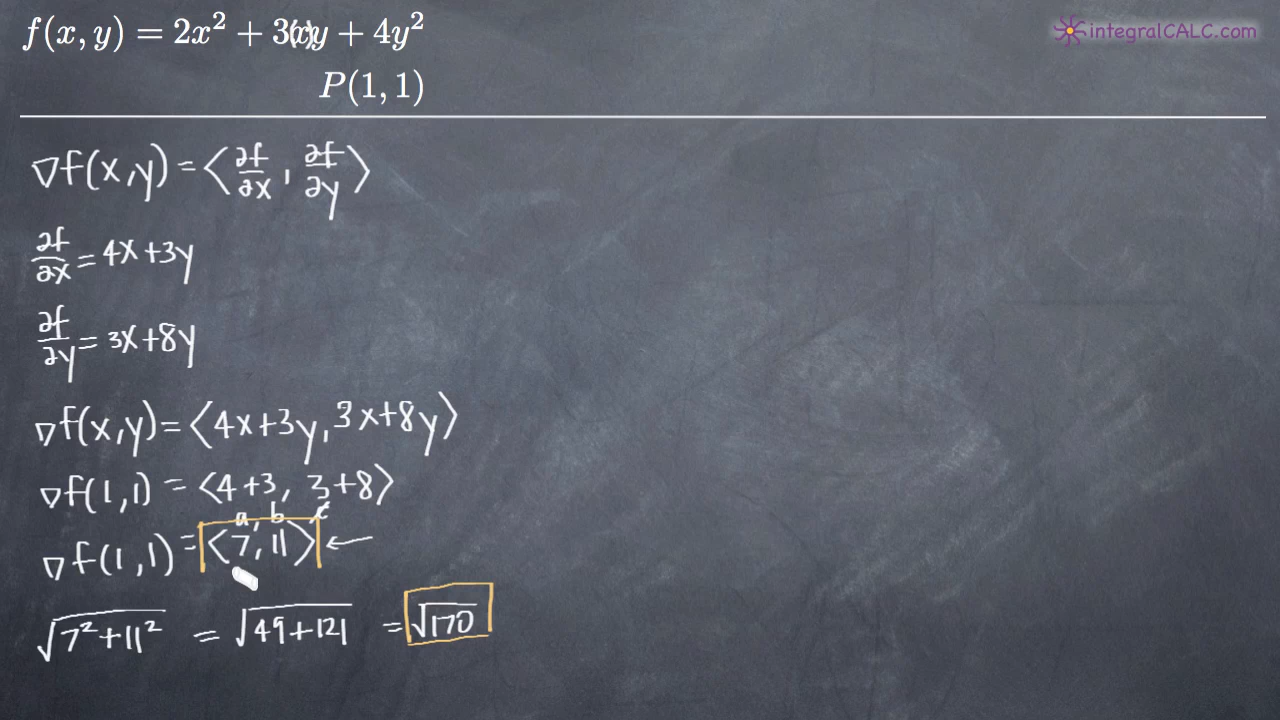 f(x, y) = 2x² + 3(x)y + 4y²
integralCALC.com
P(1, 1)
∇f(x,y) = ⟨∂f/∂x, ∂f/∂y⟩
∂f/∂x = 4x+3y
∂f/∂y = 3x+8y
∇f(x,y) = ⟨4x+3y, 3x+8y⟩
∇f(1,1) = ⟨4+3, 3+8⟩
a, b, c
∇f(1,1) = ⟨7, 11⟩ ←
√(7²+11²) = √(49+121) = √170